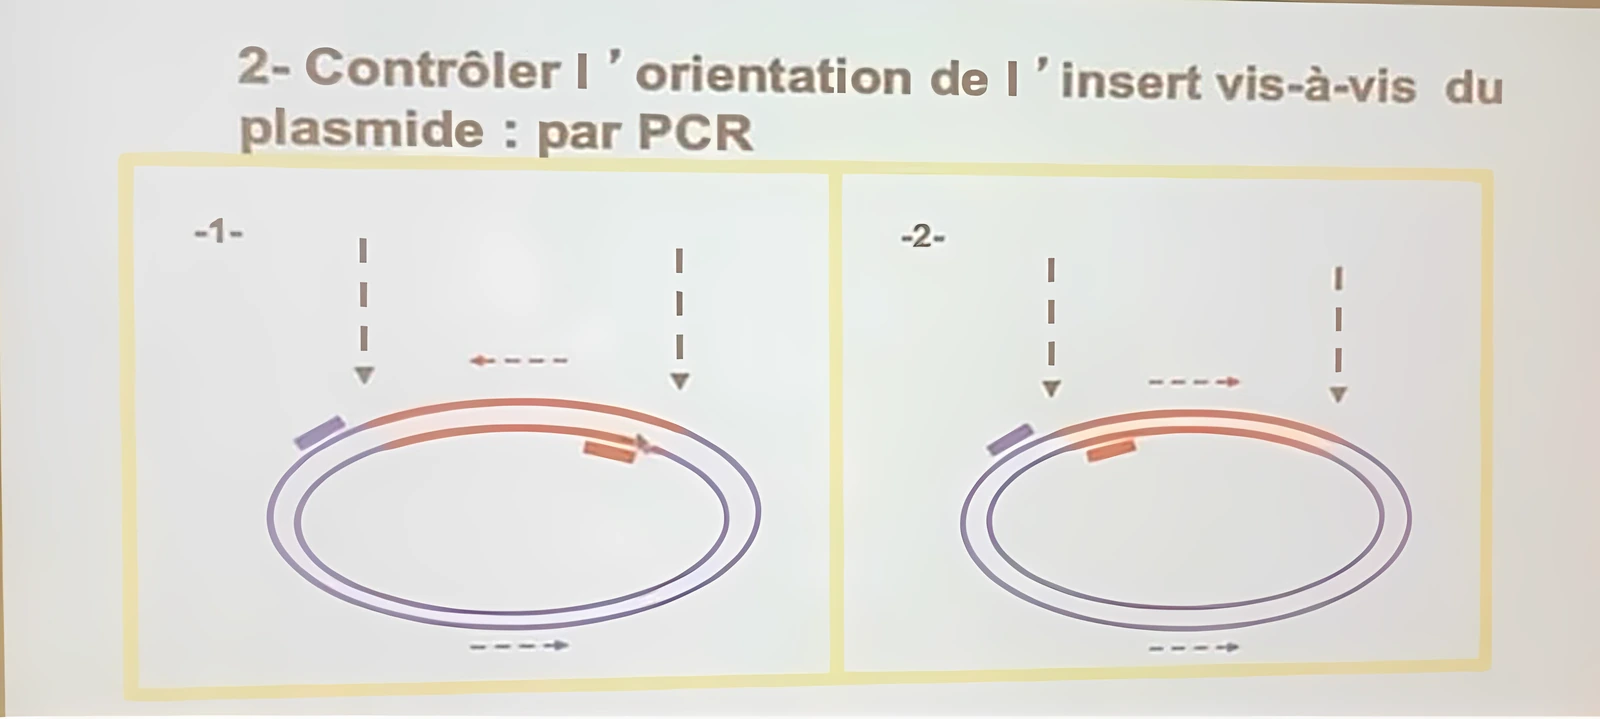 2- Contrôler l ’ orientation de l ’ insert vis-à-vis du
plasmide : par PCR
-1-
-2-